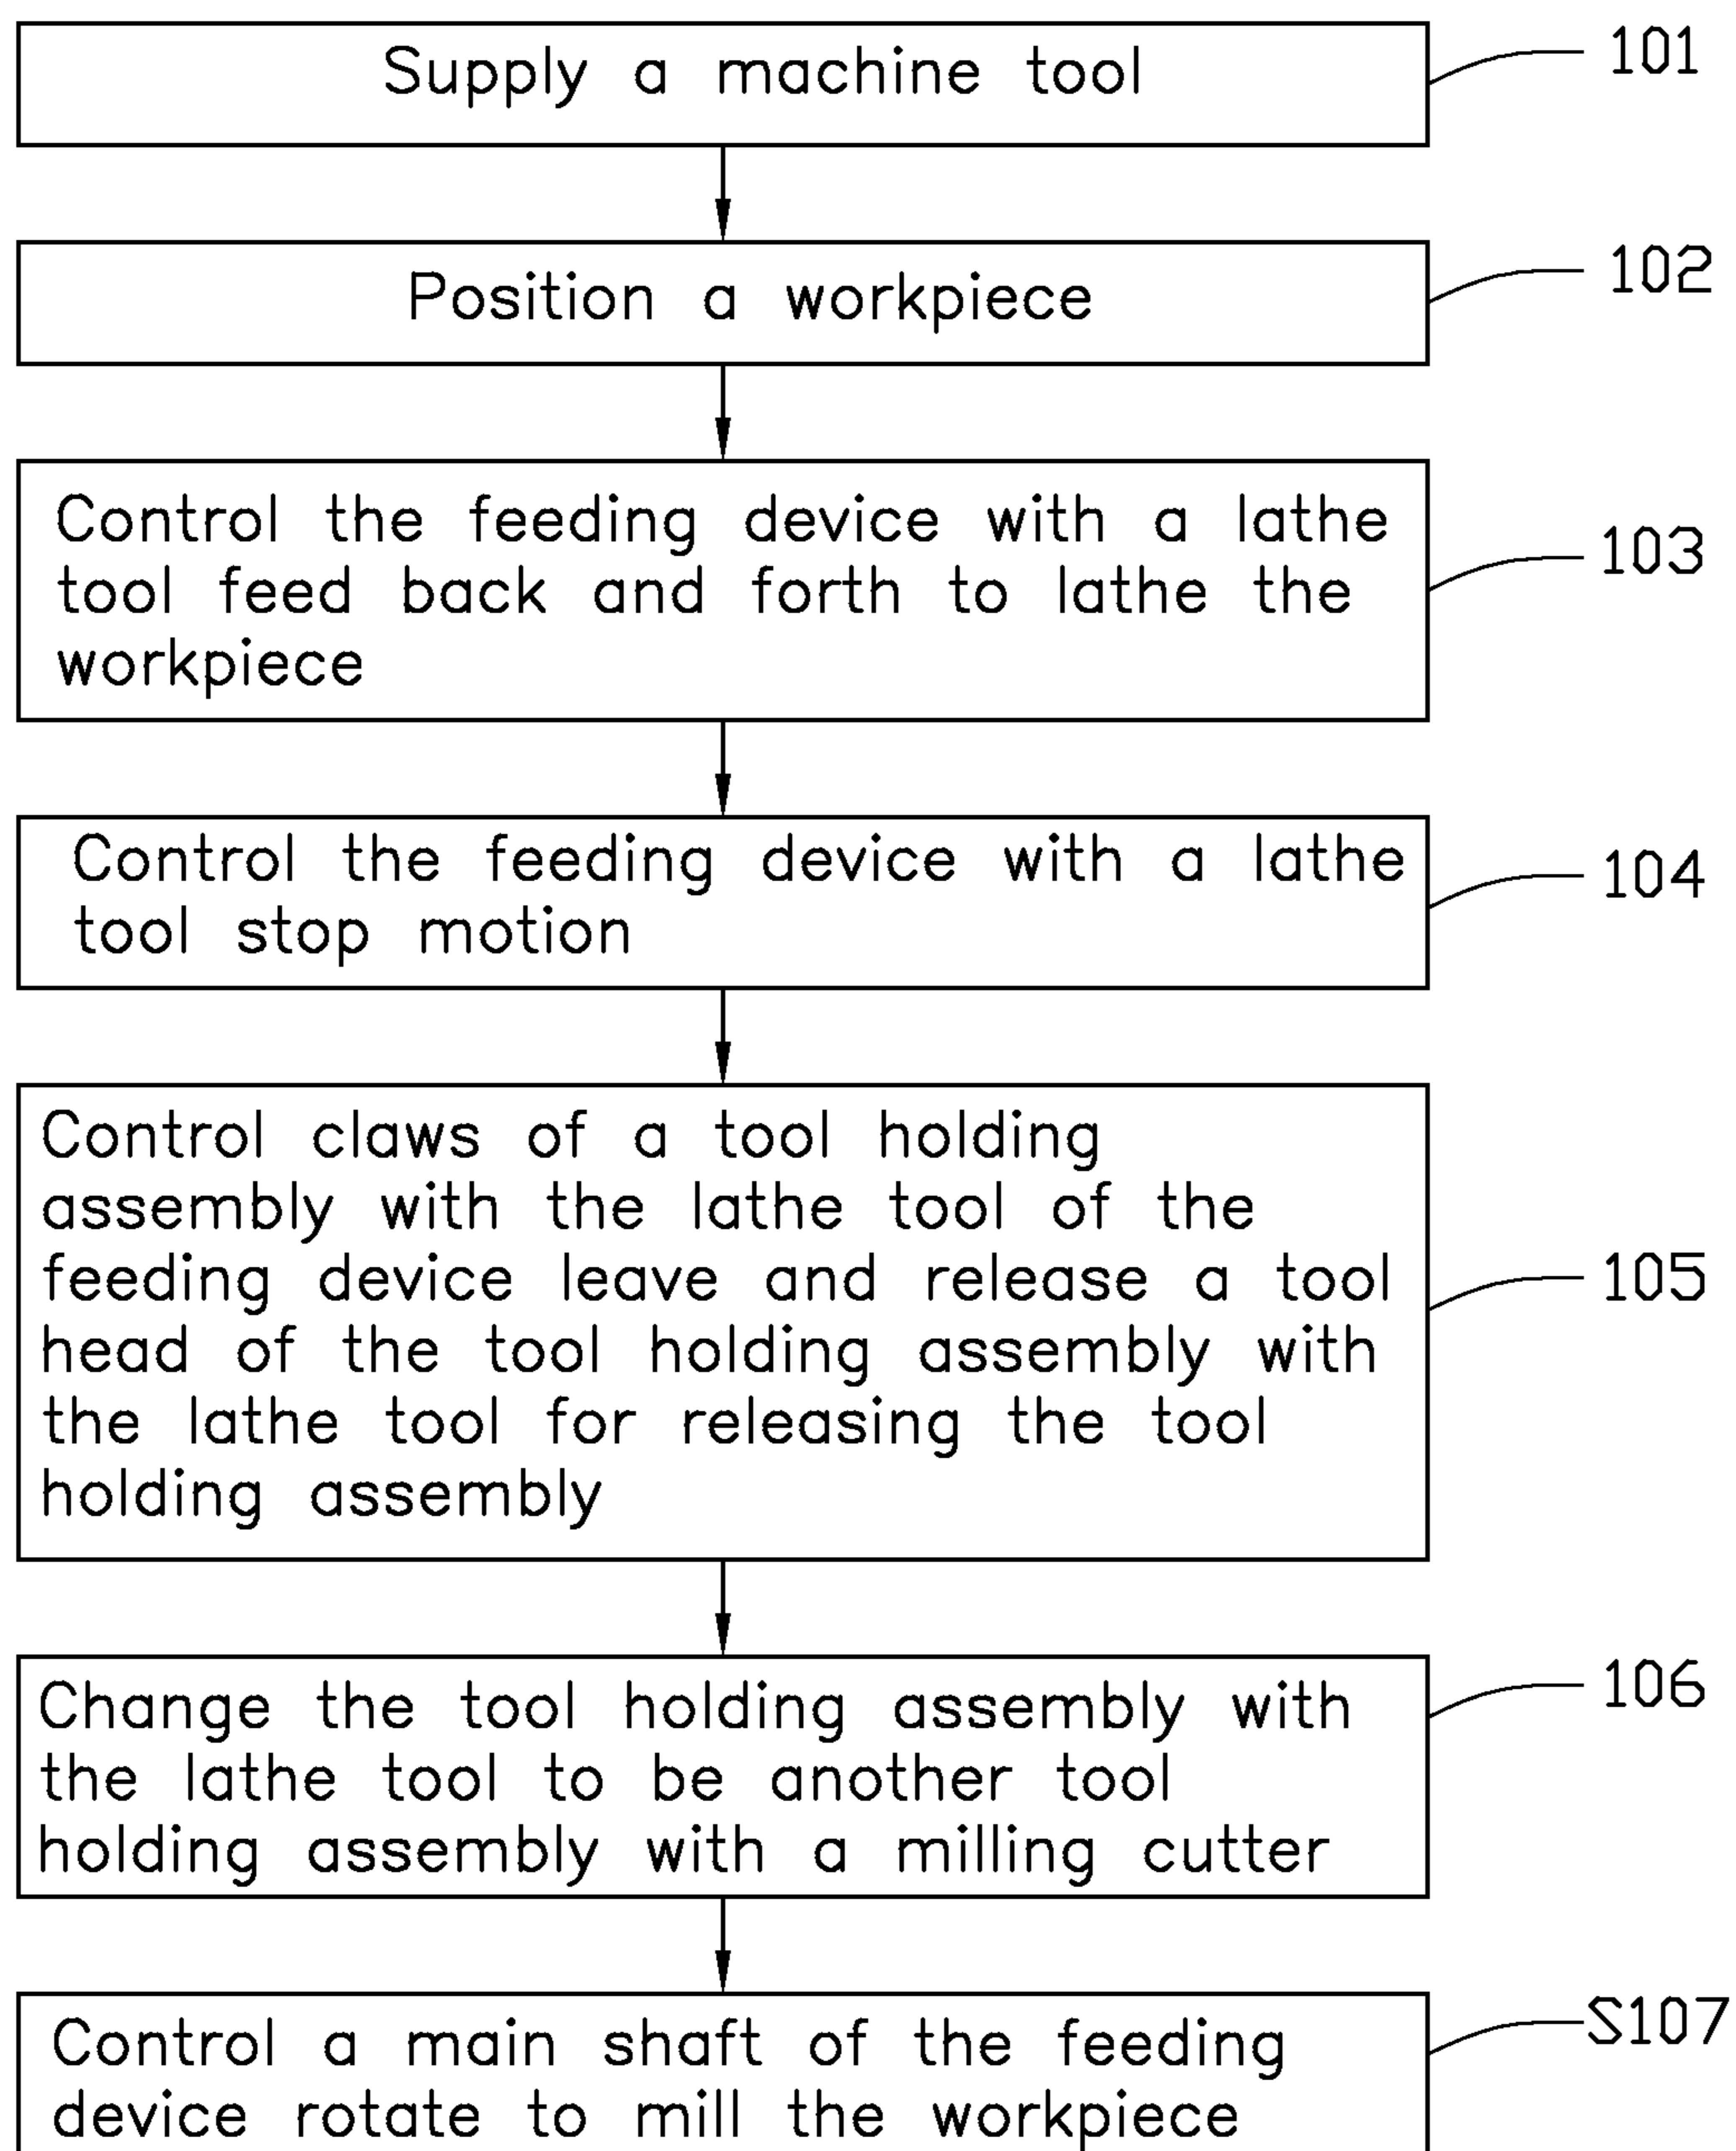 Supply a machine tool
101
Position a workpiece
102
Control the feeding device with a lathe
tool feed back and forth to lathe the
workpiece
103
Control the feeding device with a lathe
tool stop motion
104
Control claws of a tool holding
assembly with the lathe tool of the
feeding device leave and release a tool
head of the tool holding assembly with
the lathe tool for releasing the tool
holding assembly
105
Change the tool holding assembly with
the lathe tool to be another tool
holding assembly with a milling cutter
106
Control a main shaft of the feeding
device rotate to mill the workpiece
S107